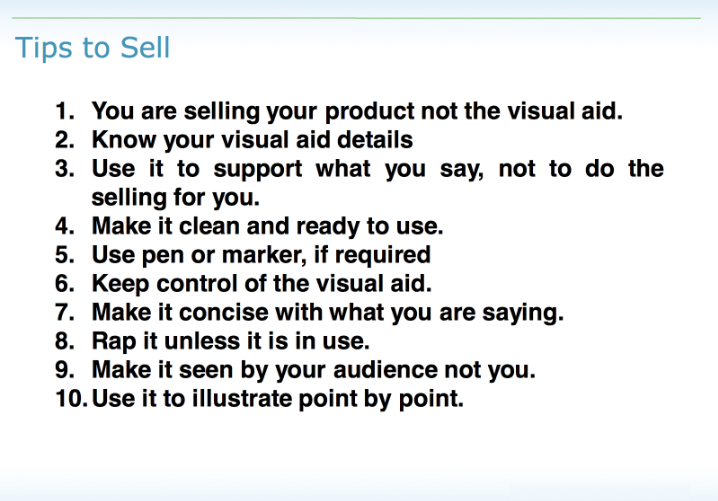 Tips to Sell
1. You are selling your product not the visual aid.
2. Know your visual aid details
3. Use it to support what you say, not to do the
selling for you.
4. Make it clean and ready to use.
5. Use pen or marker, if required
6. Keep control of the visual aid.
7. Make it concise with what you are saying.
8. Rap it unless it is in use.
9. Make it seen by your audience not you.
10. Use it to illustrate point by point.